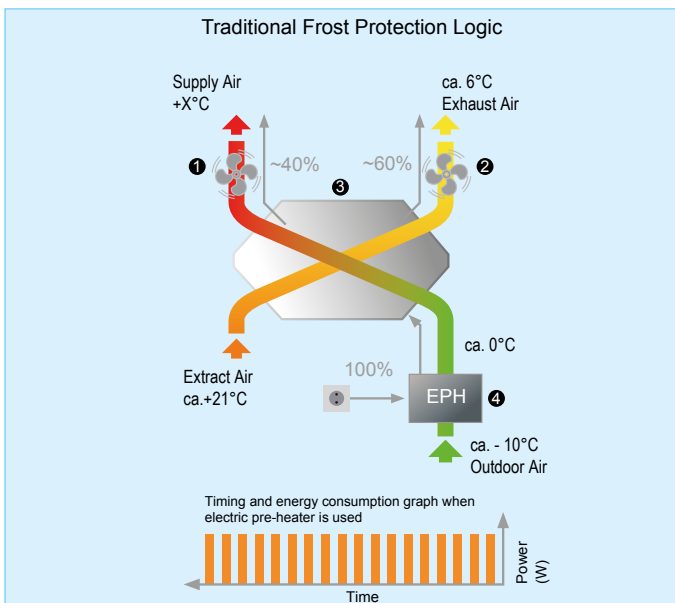 Traditional Frost Protection Logic
Supply Air
+X°C
ca. 6°C
Exhaust Air
1
~40%
3
~60%
2
ca. 0°C
Extract Air
ca.+21°C
100%
EPH
4
ca. - 10°C
Outdoor Air
Timing and energy consumption graph when
electric pre-heater is used
Power
(W)
Time